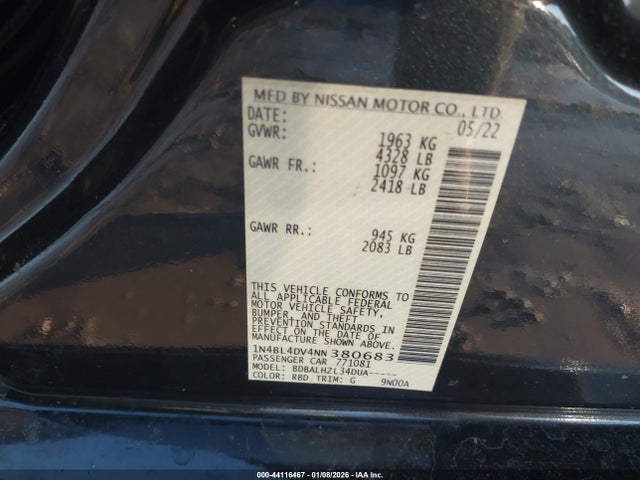 MFD BY NISSAN MOTOR CO., LTD.
DATE: 05/22
GVWR: 1963 KG
4328 LB
GAWR FR.: 1097 KG
2418 LB
GAWR RR.: 945 KG
2083 LB
THIS VEHICLE CONFORMS TO
ALL APPLICABLE FEDERAL
MOTOR VEHICLE SAFETY,
BUMPER, AND THEFT
PREVENTION STANDARDS IN
EFFECT ON THE DATE OF
MANUFACTURE SHOWN ABOVE.
1N4BL4DV4NN380683
PASSENGER CAR 771081
MODEL: BDBALHZL34DUA-----
COLOR: RBD TRIM: G 9N00A
000-44116467 - 01/08/2026 - IAA Inc.